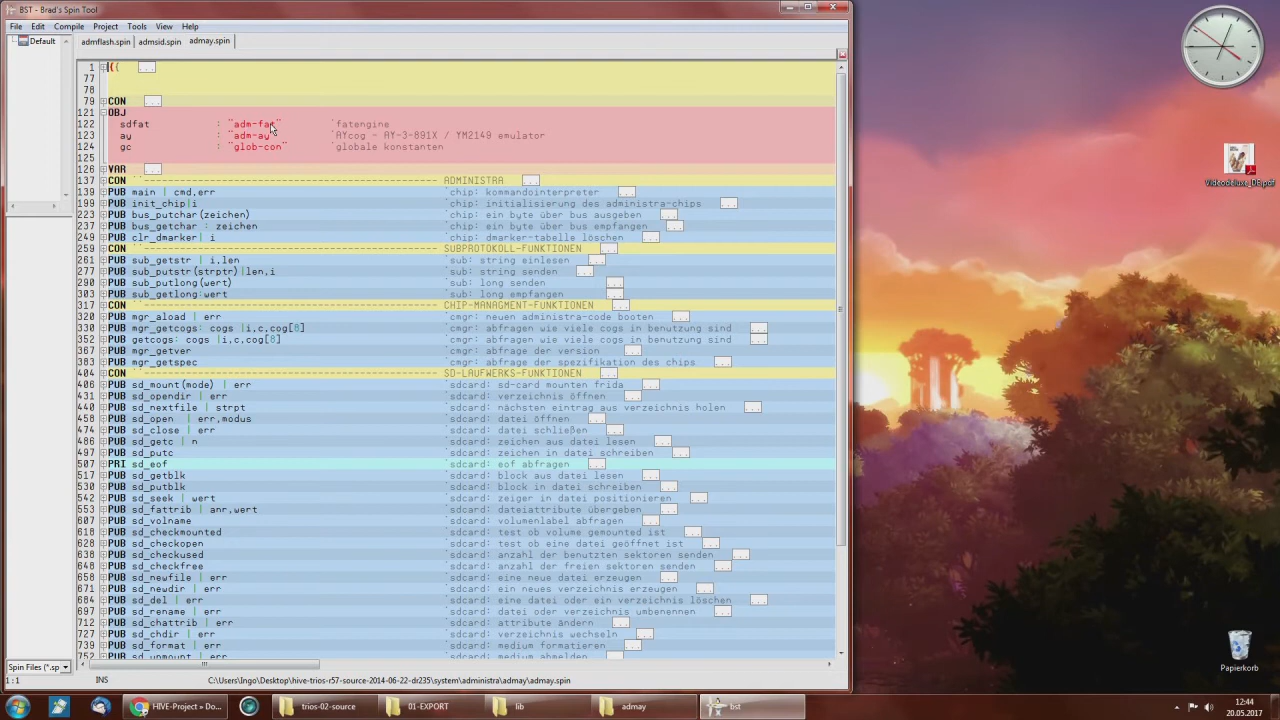 BST - Brad's Spin Tool
File Edit Compile Project Tools View Help
Default
admflash.spin admsid.spin admay.spin
1 {{ ...
77
78
79 CON ...
121 OBJ
122 sdfat : "adm-fat" 'fatengine
123 ay : "adm-ay" 'AYcog - AY-3-891X / YM2149 emulator
124 gc : "glob-con" 'globale konstanten
125
126 VAR ...
137 CON ''------------------------------------------------- ADMINISTRA ...
139 PUB main | cmd,err 'chip: kommandointerpreter ...
199 PUB init_chip|i 'chip: initialisierung des administra-chips ...
223 PUB bus_putchar(zeichen) 'chip: ein byte über bus ausgeben ...
237 PUB bus_getchar : zeichen 'chip: ein byte über bus empfangen ...
249 PUB clr_dmarker| i 'chip: dmarker-tabelle löschen ...
259 CON ''------------------------------------------------- SUBPROTOKOLL-FUNKTIONEN ...
261 PUB sub_getstr | i,len 'sub: string einlesen ...
277 PUB sub_putstr(strptr)|len,i 'sub: string senden ...
290 PUB sub_putlong(wert) 'sub: long senden ...
303 PUB sub_getlong:wert 'sub: long empfangen ...
317 CON ''------------------------------------------------- CHIP-MANAGMENT-FUNKTIONEN ...
320 PUB mgr_aload | err 'cmgr: neuen administra-code booten ...
330 PUB mgr_getcogs: cogs |i,c,cog[8] 'cmgr: abfragen wie viele cogs in benutzung sind ...
352 PUB getcogs: cogs |i,c,cog[8] 'cmgr: abfragen wie viele cogs in benutzung sind ...
367 PUB mgr_getver 'cmgr: abfrage der version ...
383 PUB mgr_getspec 'cmgr: abfrage der spezifikation des chips ...
404 CON ''------------------------------------------------- SD-LAUFWERKS-FUNKTIONEN ...
406 PUB sd_mount(mode) | err 'sdcard: sd-card mounten frida ...
431 PUB sd_opendir | err 'sdcard: verzeichnis öffnen ...
440 PUB sd_nextfile | strpt 'sdcard: nächsten eintrag aus verzeichnis holen ...
458 PUB sd_open | err,modus 'sdcard: datei öffnen ...
474 PUB sd_close | err 'sdcard: datei schließen ...
486 PUB sd_getc | n 'sdcard: zeichen aus datei lesen ...
497 PUB sd_putc 'sdcard: zeichen in datei schreiben ...
507 PRI sd_eof 'sdcard: eof abfragen ...
517 PUB sd_getblk 'sdcard: block aus datei lesen ...
530 PUB sd_putblk 'sdcard: block in datei schreiben ...
542 PUB sd_seek | wert 'sdcard: zeiger in datei positionieren ...
553 PUB sd_fattrib | anr,wert 'sdcard: dateiattribute übergeben ...
607 PUB sd_volname 'sdcard: volumenlabel abfragen ...
618 PUB sd_checkmounted 'sdcard: test ob volume gemounted ist ...
628 PUB sd_checkopen 'sdcard: test ob eine datei geöffnet ist ...
638 PUB sd_checkused 'sdcard: anzahl der benutzten sektoren senden ...
648 PUB sd_checkfree 'sdcard: anzahl der freien sektoren senden ...
658 PUB sd_newfile | err 'sdcard: eine neue datei erzeugen ...
671 PUB sd_newdir | err 'sdcard: ein neues verzeichnis erzeugen ...
684 PUB sd_del | err 'sdcard: eine datei oder ein verzeichnis löschen ...
697 PUB sd_rename | err 'sdcard: datei oder verzeichnis umbenennen ...
712 PUB sd_chattrib | err 'sdcard: attribute ändern ...
727 PUB sd_chdir | err 'sdcard: verzeichnis wechseln ...
739 PUB sd_format | err 'sdcard: medium formatieren ...
752 PUB sd_unmount | err 'sdcard: medium abmelden ...
Spin Files (*.sp
1 : 1 INS C:\Users\Ingo\Desktop\hive-trios-r57-source-2014-06-22-dr235\system\administra\admay\admay.spin
Videodeluxe_DE.pdf
Papierkorb
HIVE-Project » Do... trios-02-source 01-EXPORT lib admay bst
12:44
20.05.2017